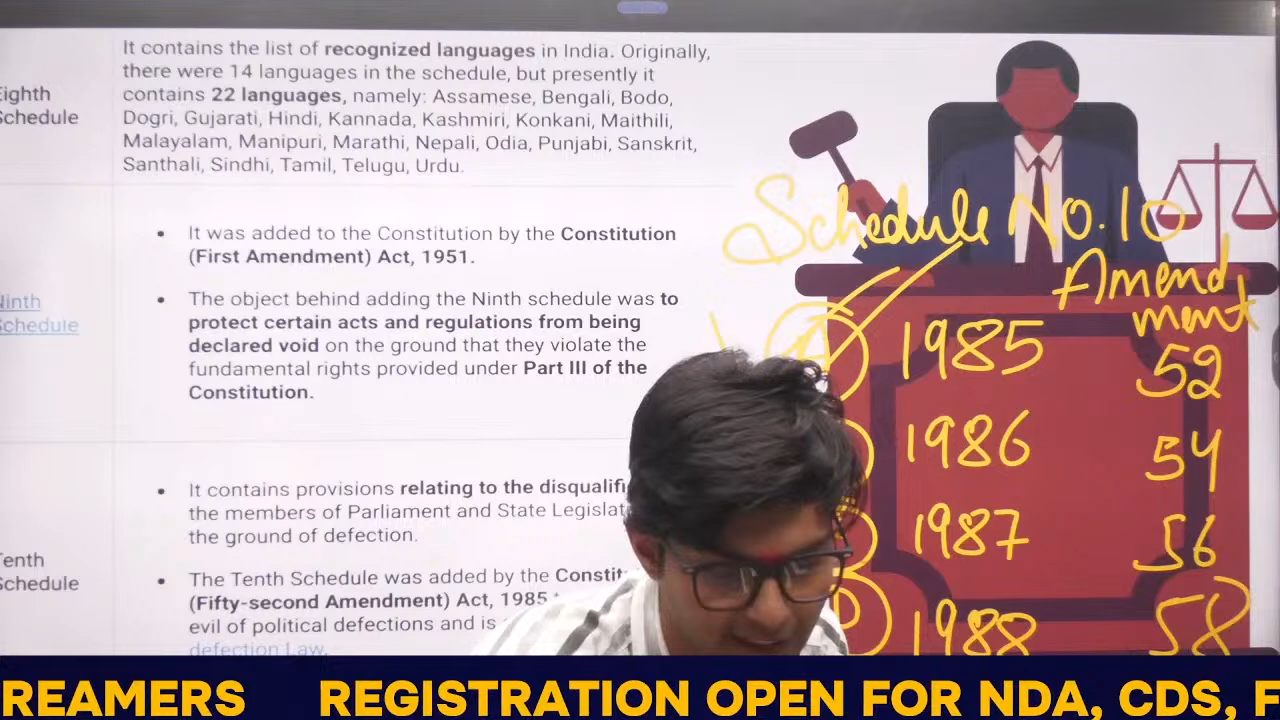 It contains the list of recognized languages in India. Originally,
there were 14 languages in the schedule, but presently it
contains 22 languages, namely: Assamese, Bengali, Bodo,
Dogri, Gujarati, Hindi, Kannada, Kashmiri, Konkani, Maithili,
Malayalam, Manipuri Marathi, Nepali, Odia, Punjabi, Sanskrit,
Santhali, Sindhi, Tamil, Telugu, Urdu.
Eighth
Schedule
• It was added to the Constitution by the Constitution
(First Amendment) Act, 1951.
Ninth
Schedule
• The object behind adding the Ninth schedule was to
protect certain acts and regulations from being
declared void on the ground that they violate the
fundamental rights provided under Part III of the
Constitution.
Tenth
Schedule
• It contains provisions relating to the
the members of Parliament and State
the ground of defection.
• The Tenth Schedule was added by the
(Fifty-second Amendment) Act, 1985
evil of political defections and is
defection Law.
Schedule No. 10
Amend
ment
1985 52
1986 54
1987 56
1988 58
REAMERS REGISTRATION OPEN FOR NDA, CDS,